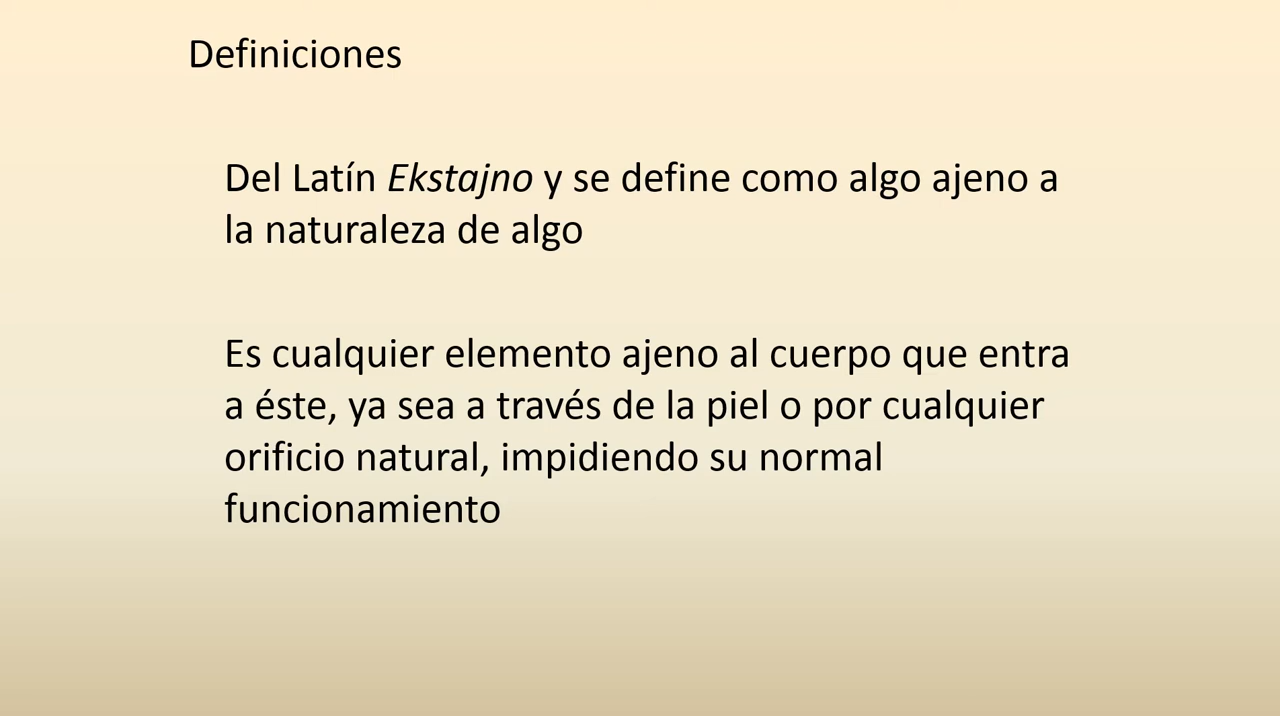 Definiciones
Del Latín Ekstajno y se define como algo ajeno a
la naturaleza de algo
Es cualquier elemento ajeno al cuerpo que entra
a éste, ya sea a través de la piel o por cualquier
orificio natural, impidiendo su normal
funcionamiento